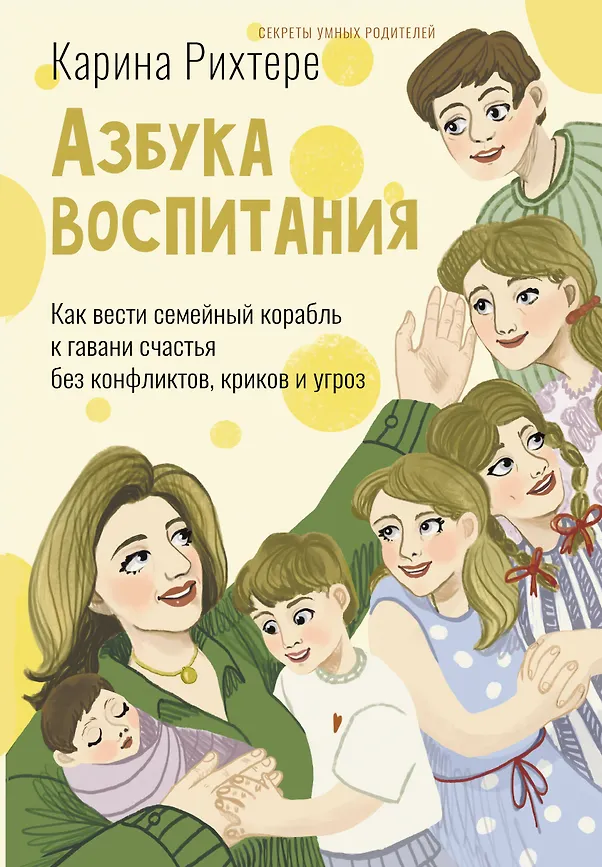 СЕКРЕТЫ УМНЫХ РОДИТЕЛЕЙ
Карина Рихтере
АЗБУКА
ВОСПИТАНИЯ
Как вести семейный корабль
к гавани счастья
без конфликтов, криков и угроз